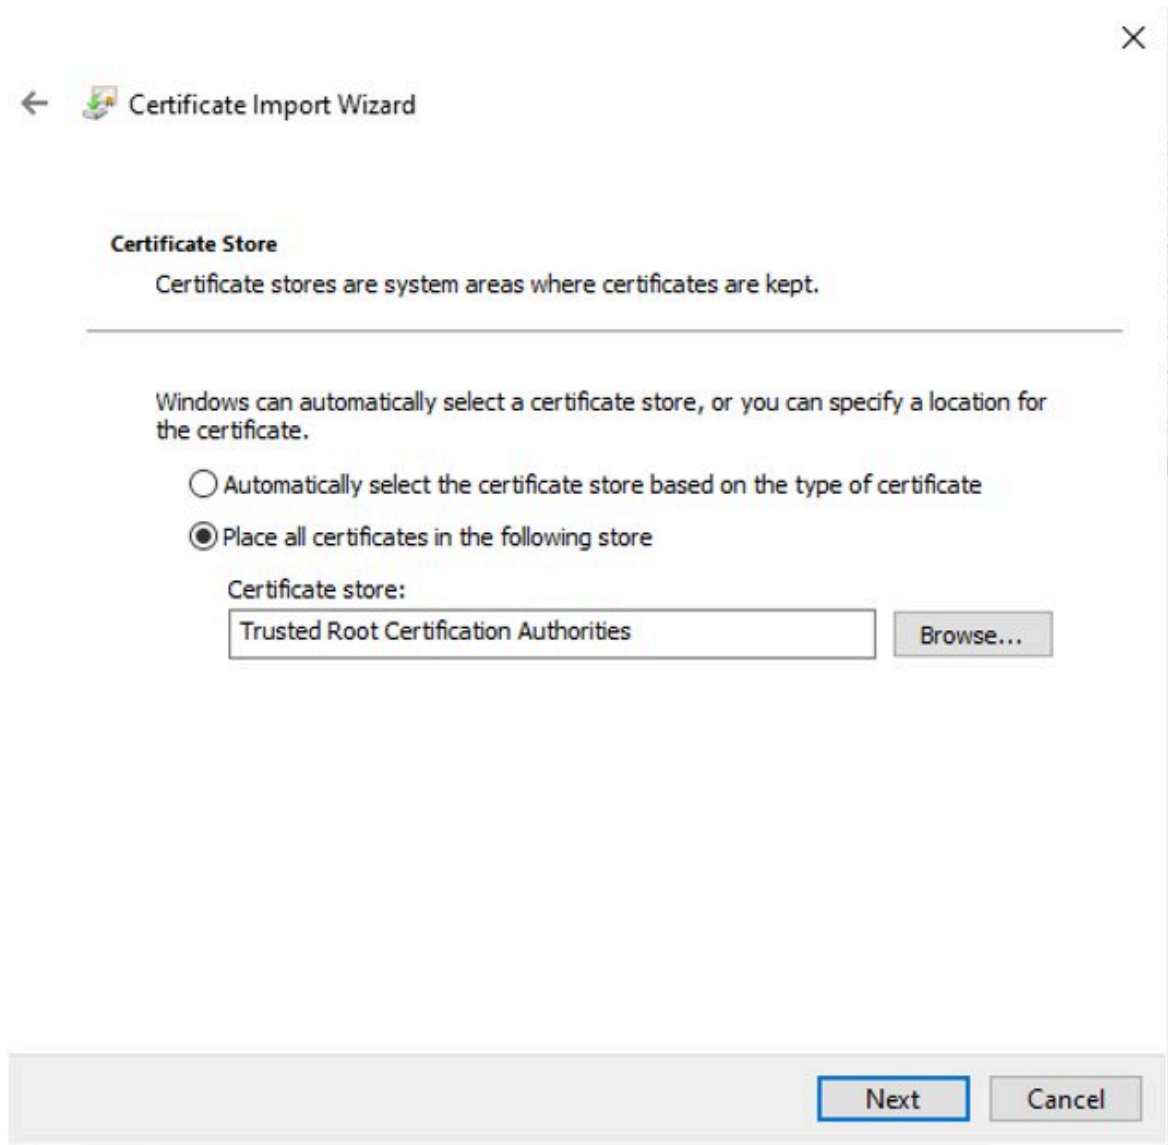 Certificate Import Wizard
Certificate Store
Certificate stores are system areas where certificates are kept.
Windows can automatically select a certificate store, or you can specify a location for
the certificate.
Automatically select the certificate store based on the type of certificate
Place all certificates in the following store
Certificate store:
Trusted Root Certification Authorities
Browse...
Next
Cancel